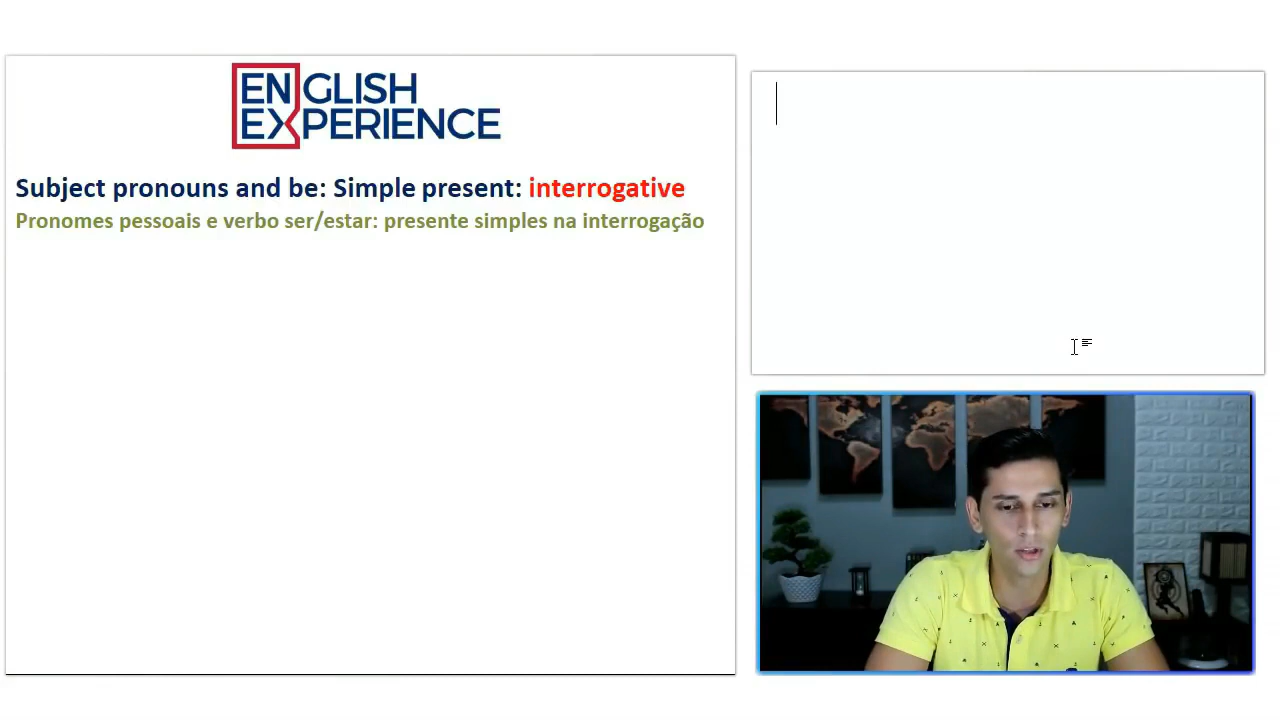 ENGLISH
EXPERIENCE
Subject pronouns and be: Simple present: interrogative
Pronomes pessoais e verbo ser/estar: presente simples na interrogação